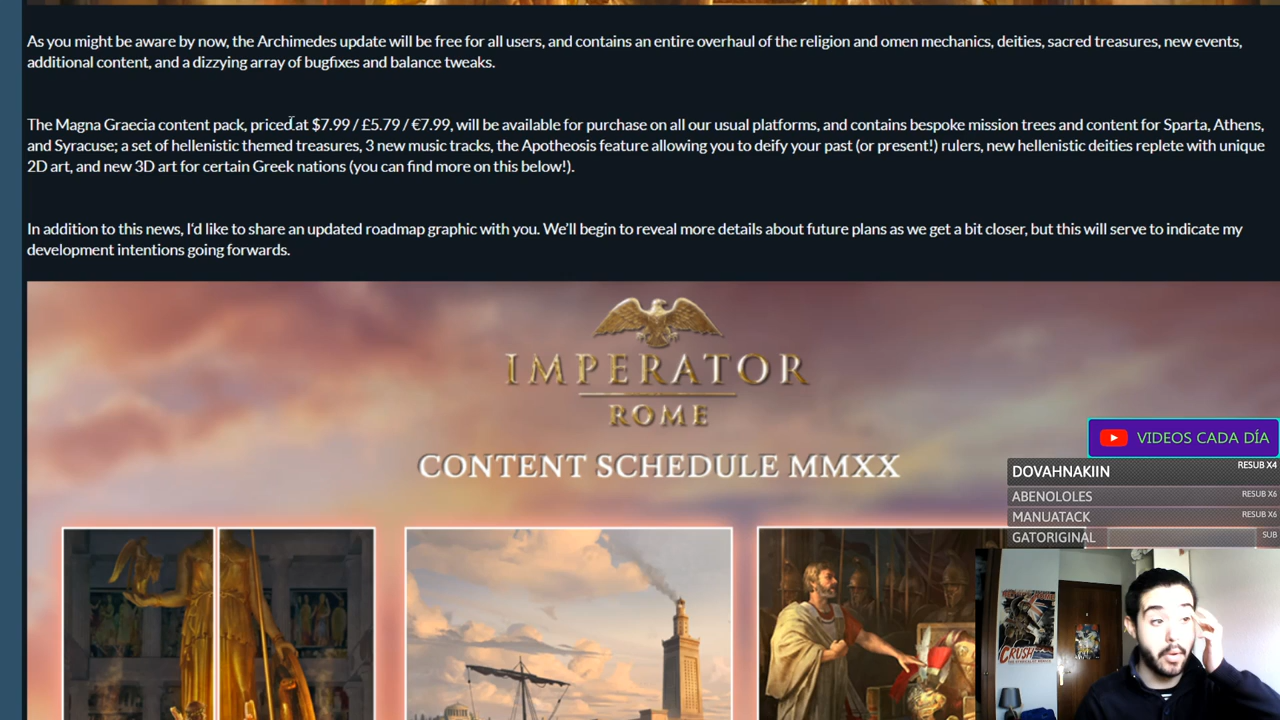 As you might be aware by now, the Archimedes update will be free for all users, and contains an entire overhaul of the religion and omen mechanics, deities, sacred treasures, new events,
additional content, and a dizzying array of bugfixes and balance tweaks.
The Magna Graecia content pack, priced at $7.99 / £5.79 / €7.99, will be available for purchase on all our usual platforms, and contains bespoke mission trees and content for Sparta, Athens,
and Syracuse; a set of hellenistic themed treasures, 3 new music tracks, the Apotheosis feature allowing you to deify your past (or present!) rulers, new hellenistic deities replete with unique
2D art, and new 3D art for certain Greek nations (you can find more on this below!).
In addition to this news, I'd like to share an updated roadmap graphic with you. We'll begin to reveal more details about future plans as we get a bit closer, but this will serve to indicate my
development intentions going forwards.
IMPERATOR
ROME
CONTENT SCHEDULE MMXX
VIDEOS CADA DÍA
DOVAHNAKIIN RESUB X4
ABENOLOLES RESUB X6
MANUATACK RESUB X6
GATORIGINAL SUB
CRUSH